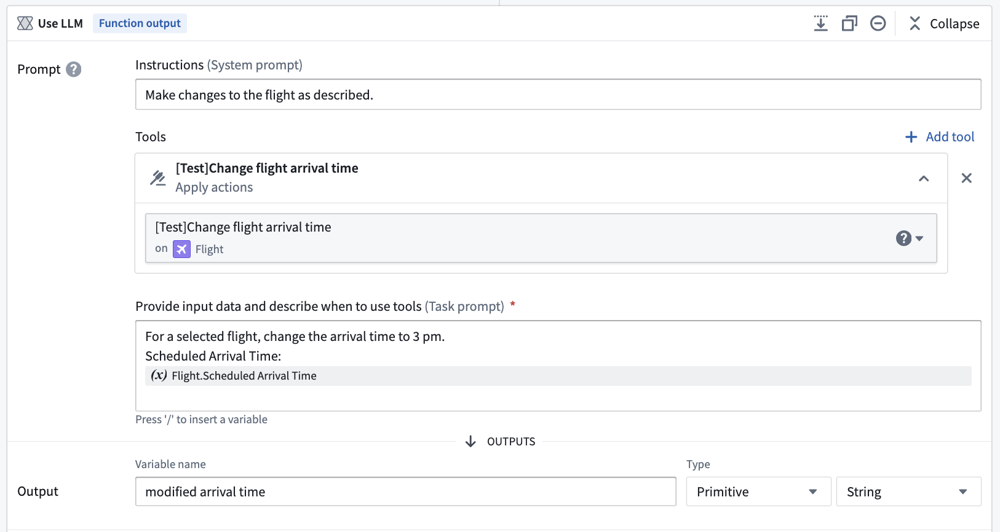 Use LLM Function output Collapse
Prompt ?
Instructions (System prompt)
Make changes to the flight as described.
Tools
Add tool
[Test]Change flight arrival time
Apply actions
[Test]Change flight arrival time
?
on Flight
Provide input data and describe when to use tools (Task prompt) *
For a selected flight, change the arrival time to 3 pm.
Scheduled Arrival Time:
(x) Flight.Scheduled Arrival Time
Press '/' to insert a variable
OUTPUTS
Variable name Type
Output modified arrival time Primitive String